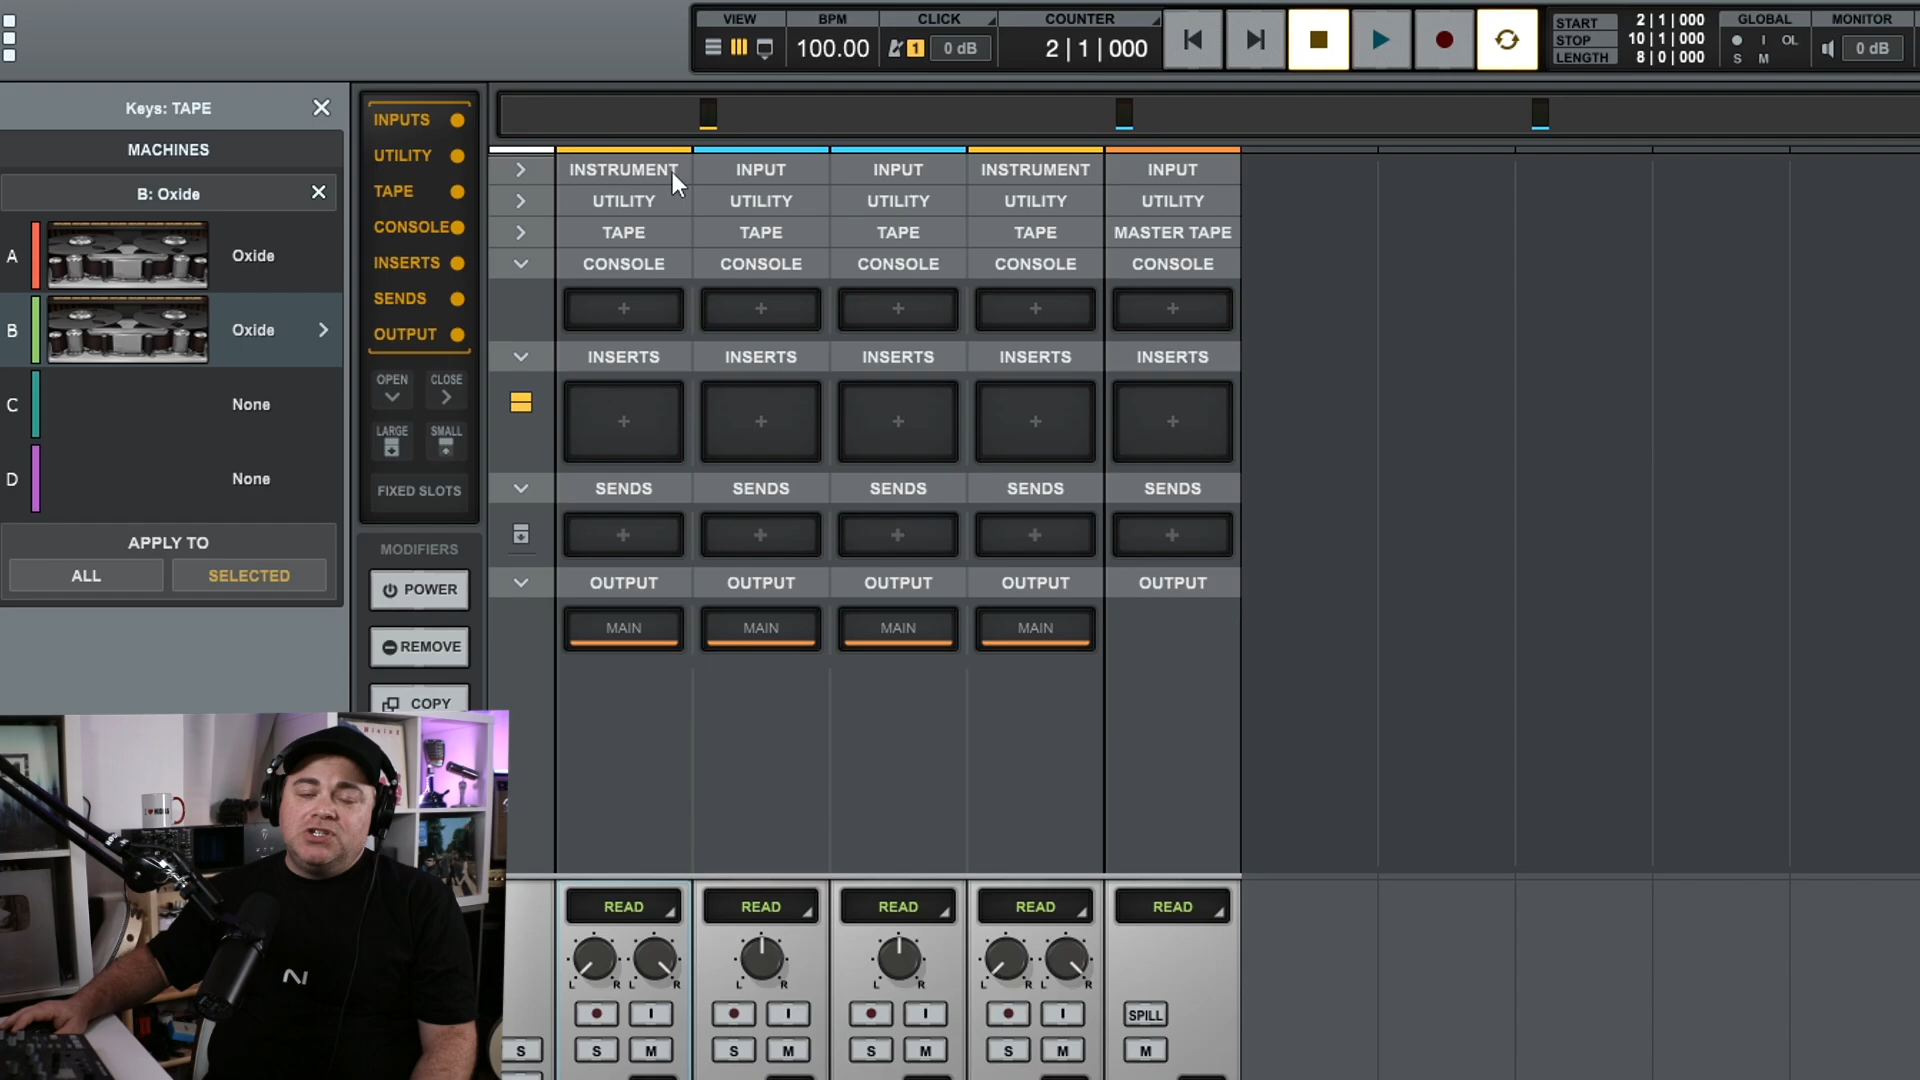 VIEW BPM CLICK COUNTER
100.00 1 0 dB 2 | 1 | 000
START 2 | 1 | 000
STOP 10 | 1 | 000
LENGTH 8 | 0 | 000
GLOBAL MONITOR
I OL
S M 0 dB
Keys: TAPE
MACHINES
B: Oxide
A Oxide
B Oxide
C None
D None
APPLY TO
ALL SELECTED
INPUTS
UTILITY
TAPE
CONSOLE
INSERTS
SENDS
OUTPUT
OPEN CLOSE
LARGE SMALL
FIXED SLOTS
MODIFIERS
POWER
REMOVE
COPY
INSTRUMENT INPUT INPUT INSTRUMENT INPUT
UTILITY UTILITY UTILITY UTILITY UTILITY
TAPE TAPE TAPE TAPE MASTER TAPE
CONSOLE CONSOLE CONSOLE CONSOLE CONSOLE
INSERTS INSERTS INSERTS INSERTS INSERTS
SENDS SENDS SENDS SENDS SENDS
OUTPUT OUTPUT OUTPUT OUTPUT OUTPUT
MAIN MAIN MAIN MAIN
READ READ READ READ READ
L R L R L R L R L R L R
I I I I SPILL
S S M S M S M S M M